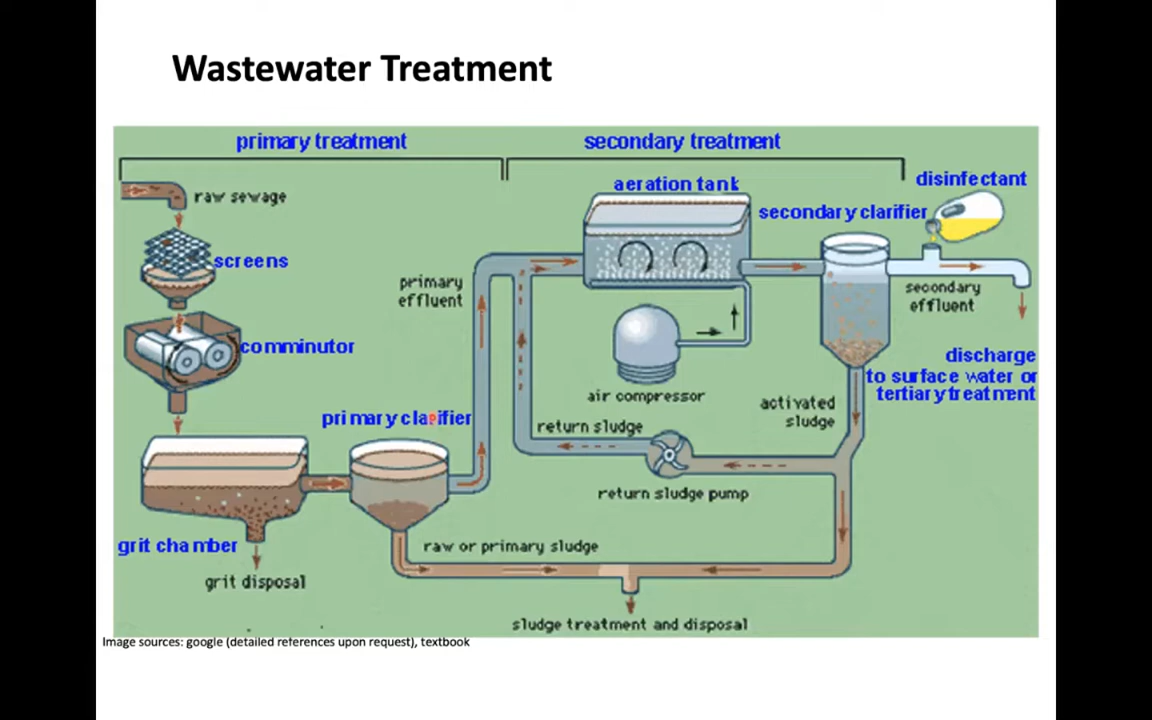 Wastewater Treatment
primary treatment
secondary treatment
raw sewage
screens
comminutor
grit chamber
grit disposal
primary clarifier
primary
effluent
raw or primary sludge
aeration tank
air compressor
return sludge
return sludge pump
secondary clarifier
activated
sludge
disinfectant
secondary
effluent
discharge
to surface water or
tertiary treatment
sludge treatment and disposal
Image sources: google (detailed references upon request), textbook